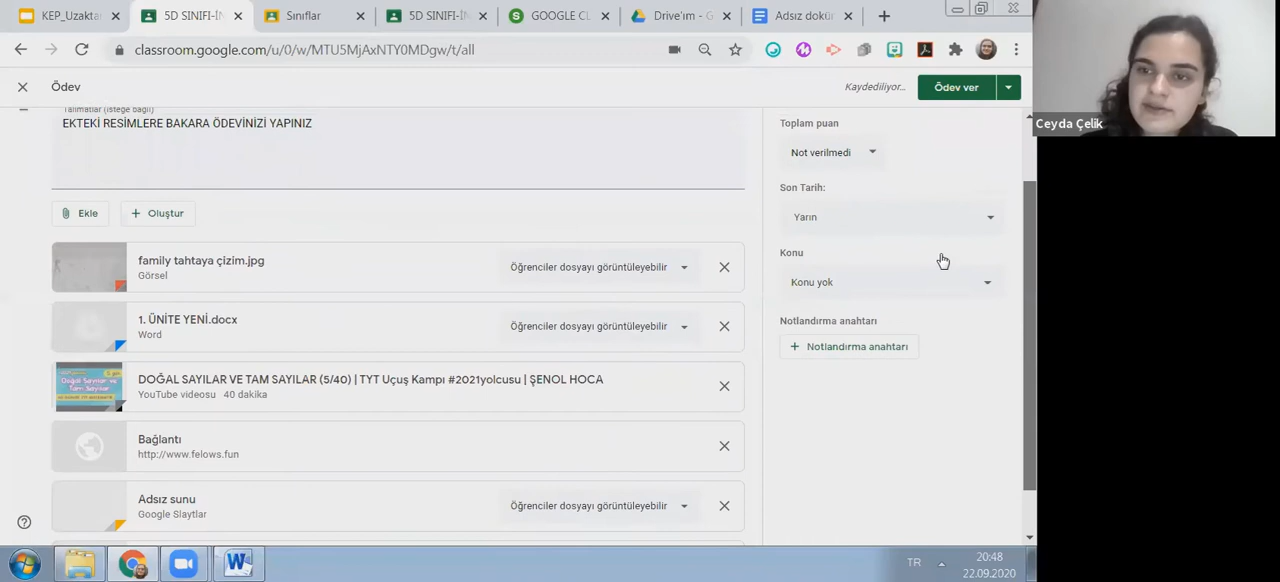 KEP_Uzakta
5D SINIFI-İN
Sınıflar
5D SINIFI-İN
GOOGLE CL
Drive'ım - G
Adsız dokü
classroom.google.com/u/0/w/MTU5MjAxNTY0MDgw/t/all
Ödev
Kaydediliyor...
Ödev ver
Ceyda Çelik
Talimatlar (isteğe bağlı)
EKTEKİ RESİMLERE BAKARA ÖDEVİNİZİ YAPINIZ
Ekle
Oluştur
family tahtaya çizim.jpg
Görsel
Öğrenciler dosyayı görüntüleyebilir
1. ÜNİTE YENİ.docx
Word
Öğrenciler dosyayı görüntüleyebilir
DOĞAL SAYILAR VE TAM SAYILAR (5/40) | TYT Uçuş Kampı #2021yolcusu | ŞENOL HOCA
YouTube videosu 40 dakika
Bağlantı
http://www.felows.fun
Adsız sunu
Google Slaytlar
Öğrenciler dosyayı görüntüleyebilir
Toplam puan
Not verilmedi
Son Tarih:
Yarın
Konu
Konu yok
Notlandırma anahtarı
+ Notlandırma anahtarı
TR
20:48
22.09.2020